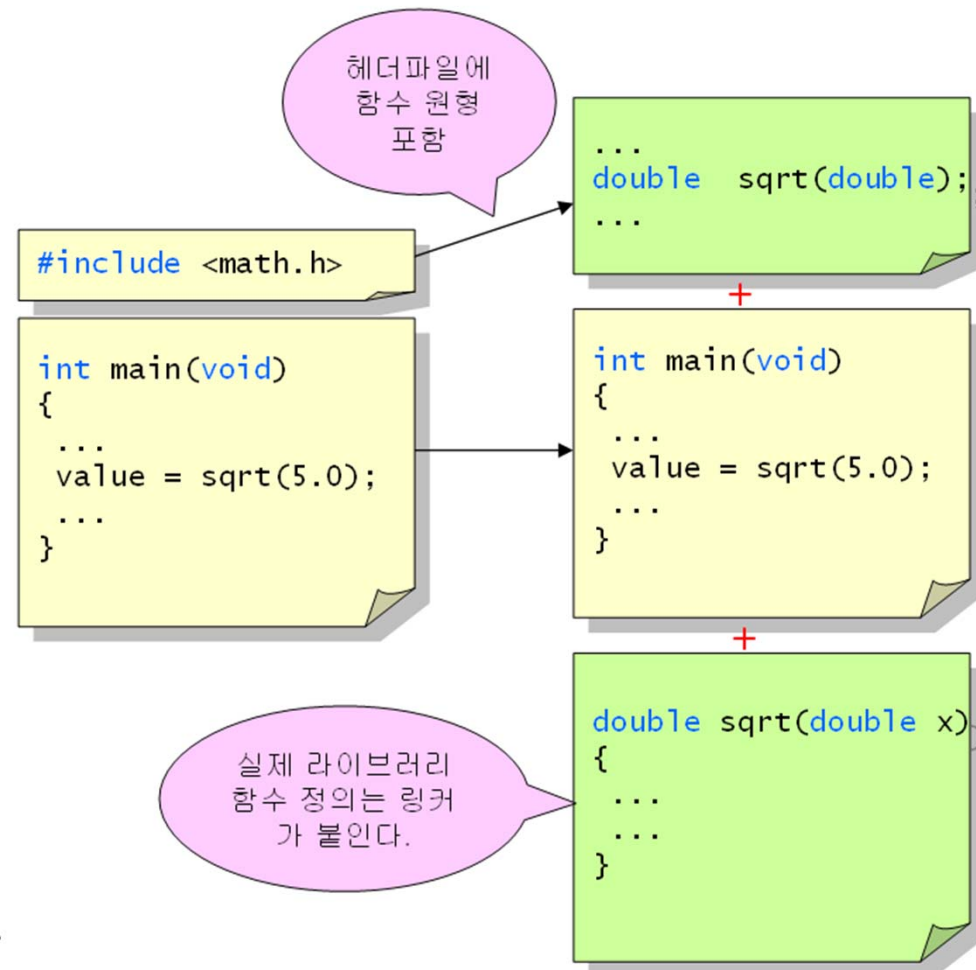 헤더파일에
함수 원형
포함
...
double sqrt(double);
...
#include <math.h>
+
int main(void)
{
...
value = sqrt(5.0);
...
}
int main(void)
{
...
value = sqrt(5.0);
...
}
+
실제 라이브러리
함수 정의는 링커
가 붙인다.
double sqrt(double x)
{
...
...
}